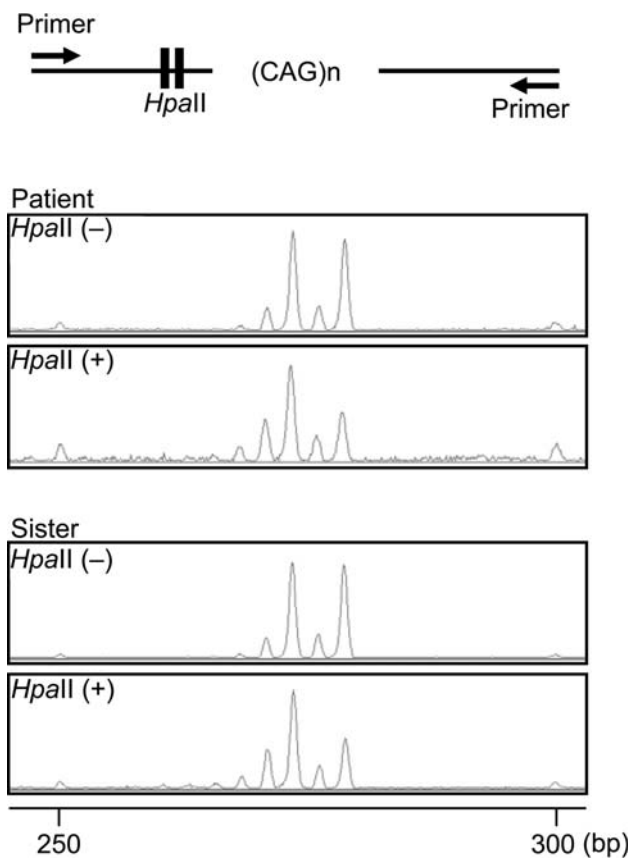 Primer
(CAG)n
HpaII
Primer
Patient
HpaII (–)
HpaII (+)
Sister
HpaII (–)
HpaII (+)
250 300 (bp)